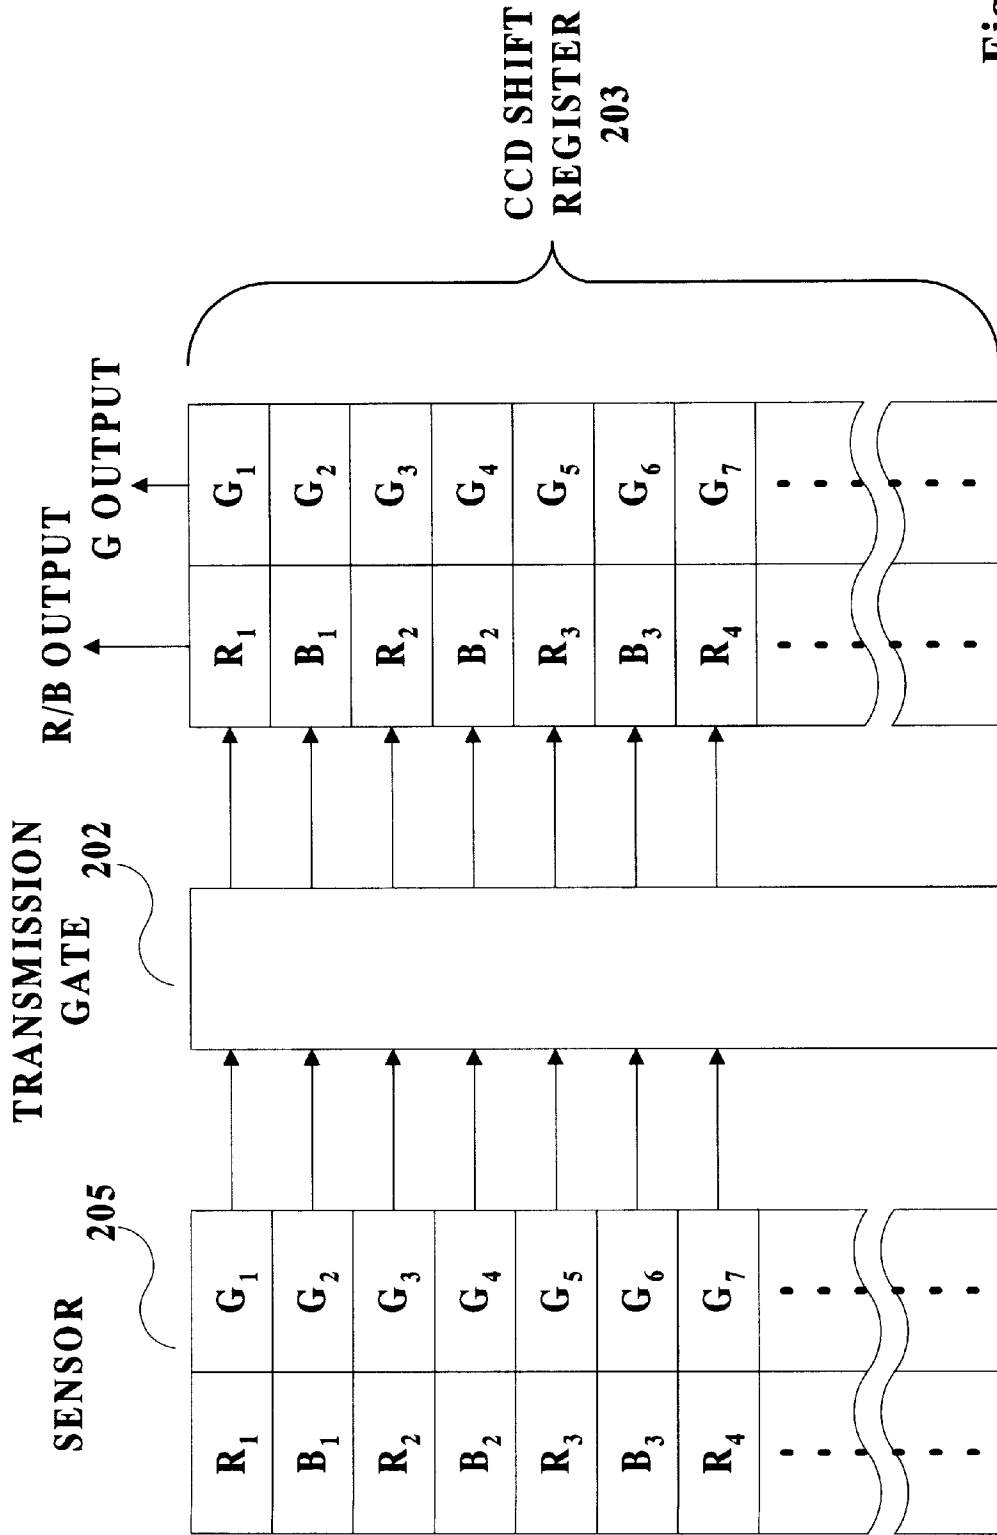 SENSOR
205
TRANSMISSION
GATE
202
R/B OUTPUT
G OUTPUT
R1 G1
B1 G2
R2 G3
B2 G4
R3 G5
B3 G6
R4 G7
R1 G1
B1 G2
R2 G3
B2 G4
R3 G5
B3 G6
R4 G7
CCD SHIFT
REGISTER
203